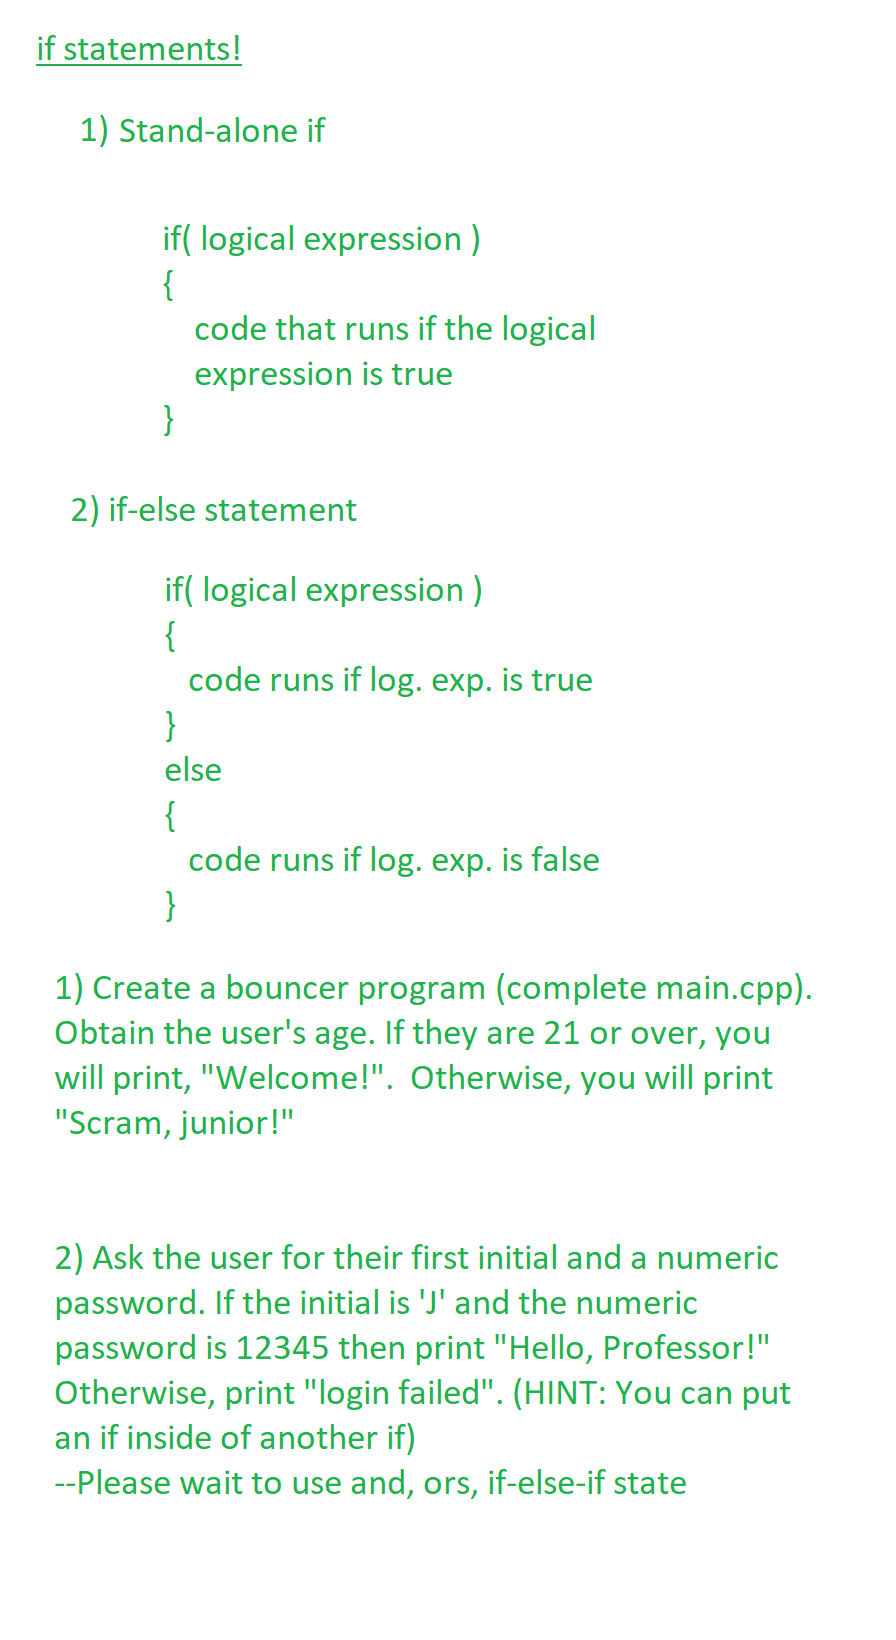 if statements!
1) Stand-alone if
if( logical expression )
{
code that runs if the logical
expression is true
}
2) if-else statement
if( logical expression )
{
code runs if log. exp. is true
}
else
{
code runs if log. exp. is false
}
1) Create a bouncer program (complete main.cpp).
Obtain the user's age. If they are 21 or over, you
will print, "Welcome!".  Otherwise, you will print
"Scram, junior!"
2) Ask the user for their first initial and a numeric
password. If the initial is 'J' and the numeric
password is 12345 then print "Hello, Professor!"
Otherwise, print "login failed". (HINT: You can put
an if inside of another if)
--Please wait to use and, ors, if-else-if state